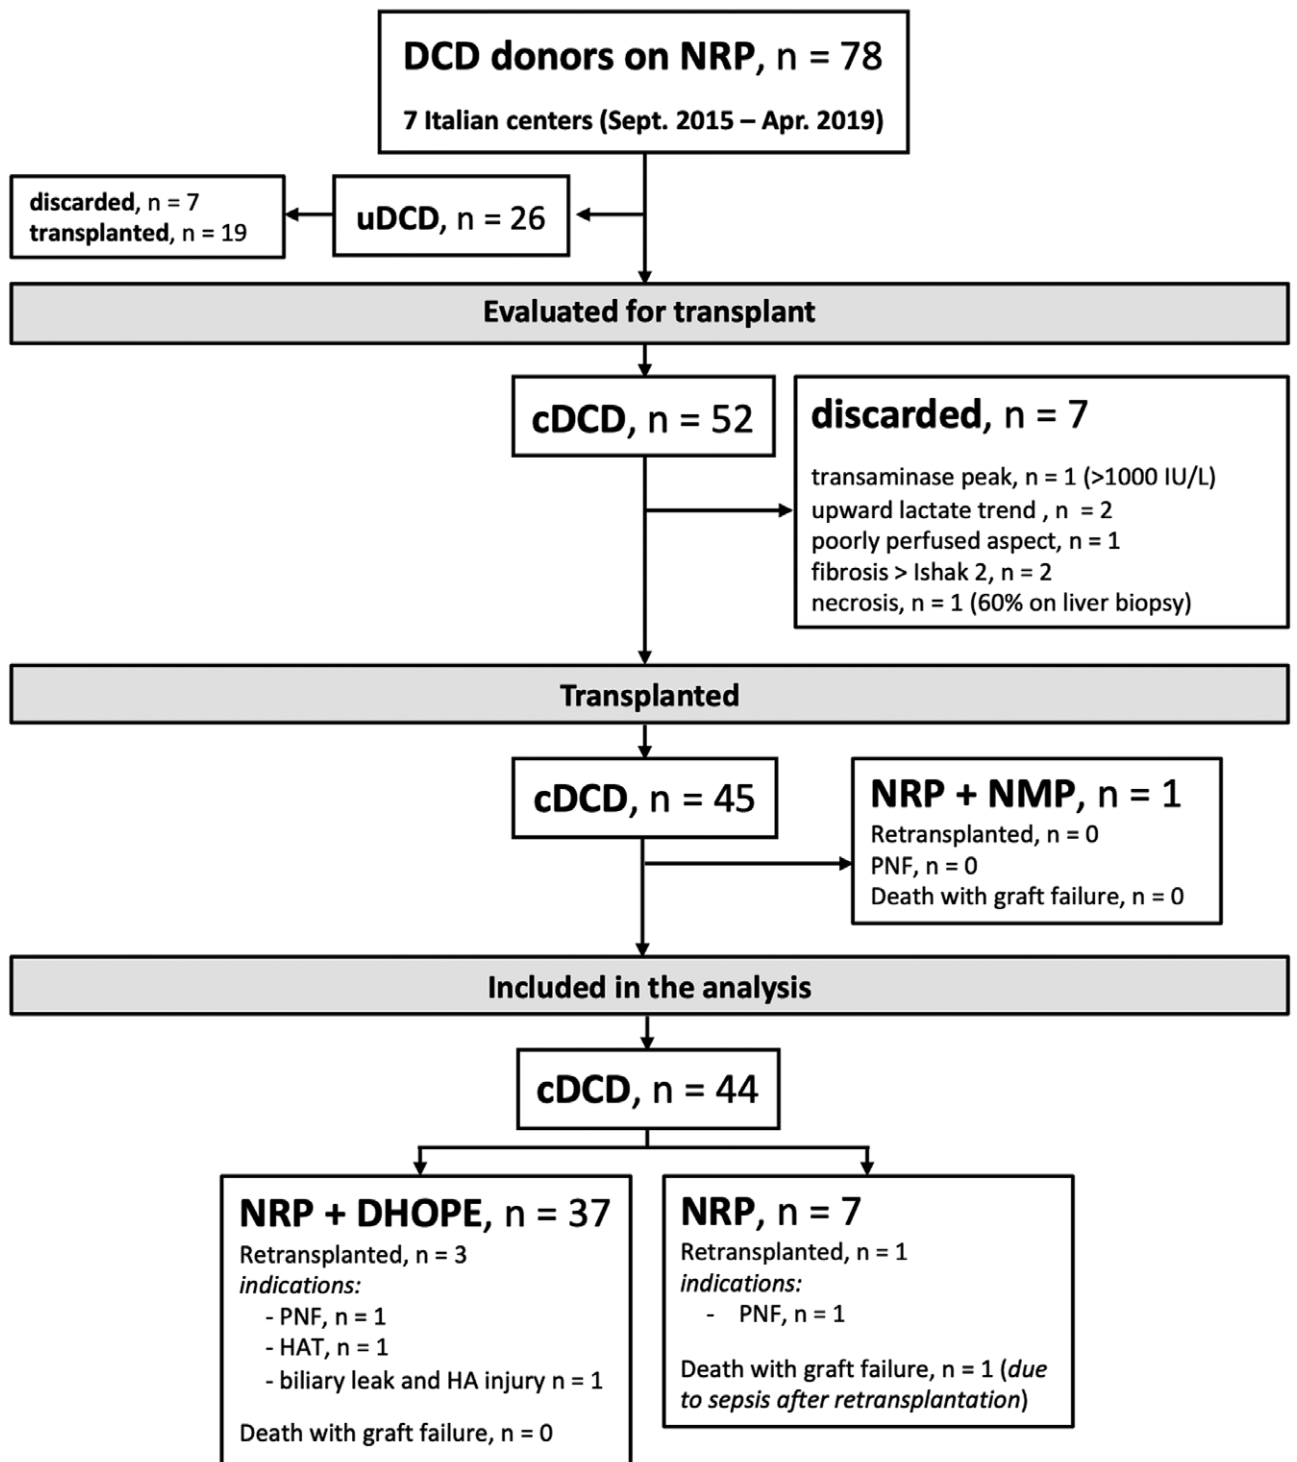 DCD donors on NRP, n = 78
7 Italian centers (Sept. 2015 – Apr. 2019)
discarded, n = 7
transplanted, n = 19
uDCD, n = 26
Evaluated for transplant
cDCD, n = 52
discarded, n = 7
transaminase peak, n = 1 (>1000 IU/L)
upward lactate trend , n = 2
poorly perfused aspect, n = 1
fibrosis > Ishak 2, n = 2
necrosis, n = 1 (60% on liver biopsy)
Transplanted
cDCD, n = 45
NRP + NMP, n = 1
Retransplanted, n = 0
PNF, n = 0
Death with graft failure, n = 0
Included in the analysis
cDCD, n = 44
NRP + DHOPE, n = 37
Retransplanted, n = 3
indications:
- PNF, n = 1
- HAT, n = 1
- biliary leak and HA injury n = 1
Death with graft failure, n = 0
NRP, n = 7
Retransplanted, n = 1
indications:
- PNF, n = 1
Death with graft failure, n = 1 (due
to sepsis after retransplantation)